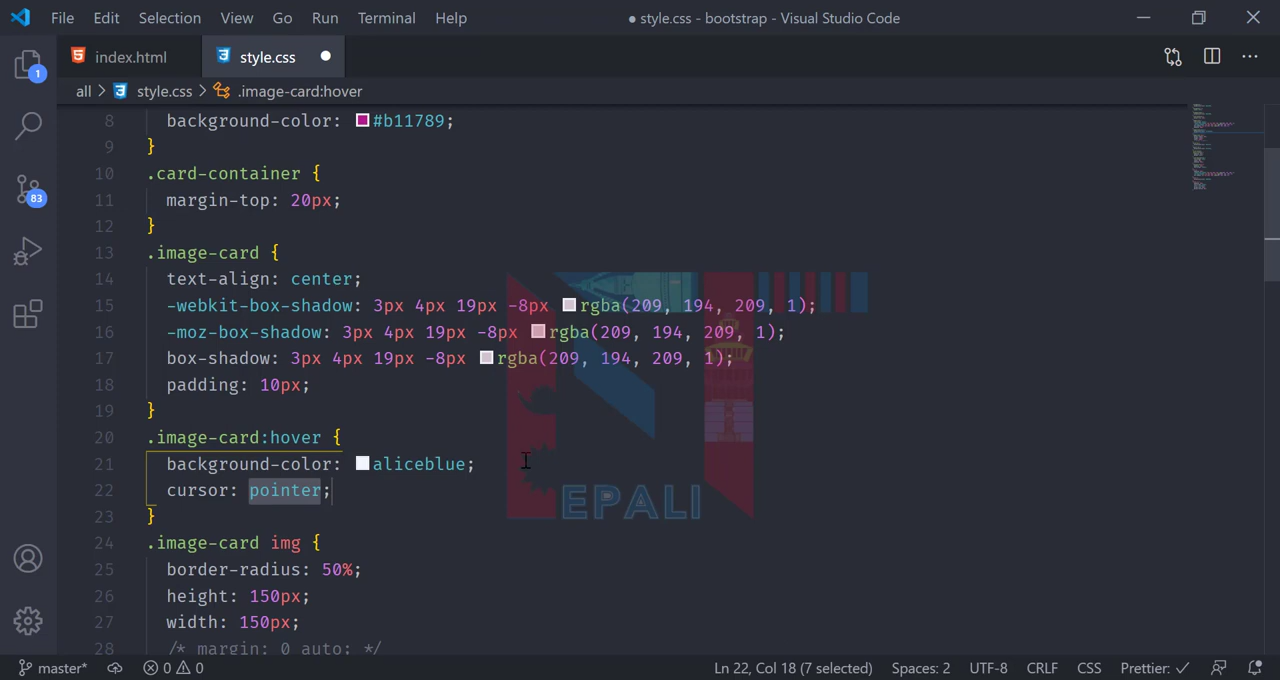 File Edit Selection View Go Run Terminal Help ● style.css - bootstrap - Visual Studio Code
index.html style.css
1
all > style.css > .image-card:hover
8 background-color: #b11789;
9 }
10 .card-container {
11 margin-top: 20px;
83
12 }
13 .image-card {
14 text-align: center;
15 -webkit-box-shadow: 3px 4px 19px -8px rgba(209, 194, 209, 1);
16 -moz-box-shadow: 3px 4px 19px -8px rgba(209, 194, 209, 1);
17 box-shadow: 3px 4px 19px -8px rgba(209, 194, 209, 1);
18 padding: 10px;
19 }
20 .image-card:hover {
21 background-color: aliceblue;
22 cursor: pointer;
EPALI
23 }
24 .image-card img {
25 border-radius: 50%;
26 height: 150px;
27 width: 150px;
28 /* margin: 0 auto; */
master* 0 0 Ln 22, Col 18 (7 selected) Spaces: 2 UTF-8 CRLF CSS Prettier: ✓